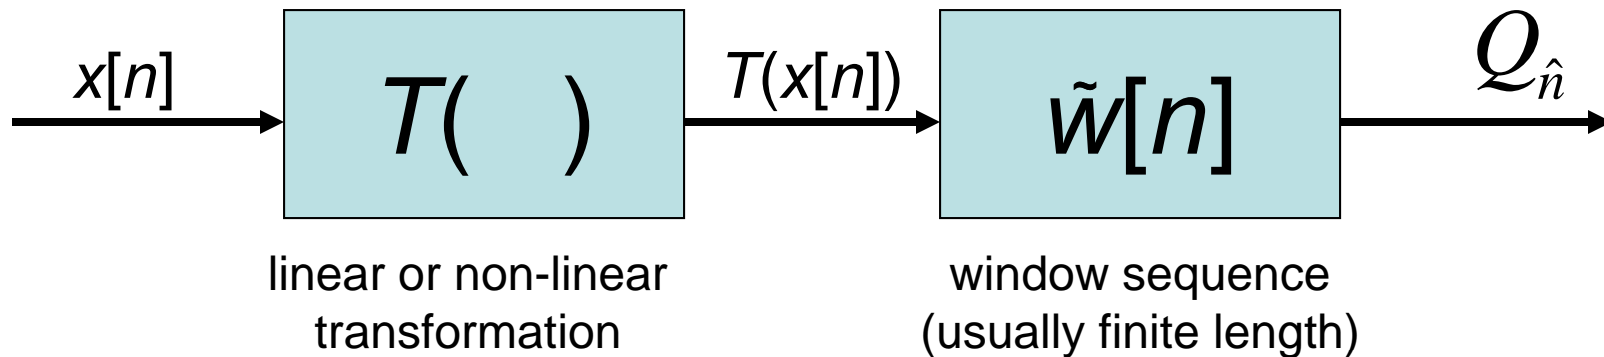 x[n]
T( )
T(x[n])
w̃[n]
Q_n̂
linear or non-linear
transformation
window sequence
(usually finite length)